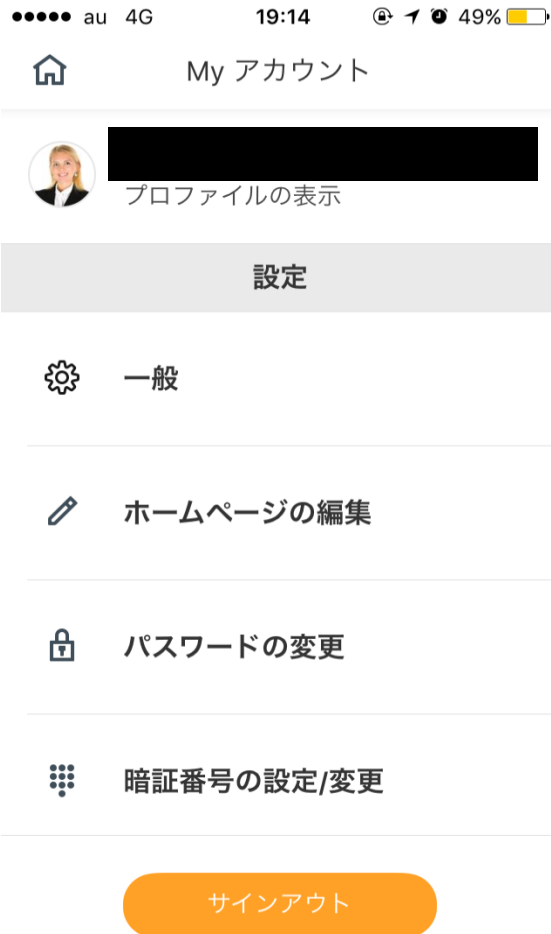 au 4G 19:14 49%
My アカウント
プロファイルの表示
設定
一般
ホームページの編集
パスワードの変更
暗証番号の設定/変更
サインアウト